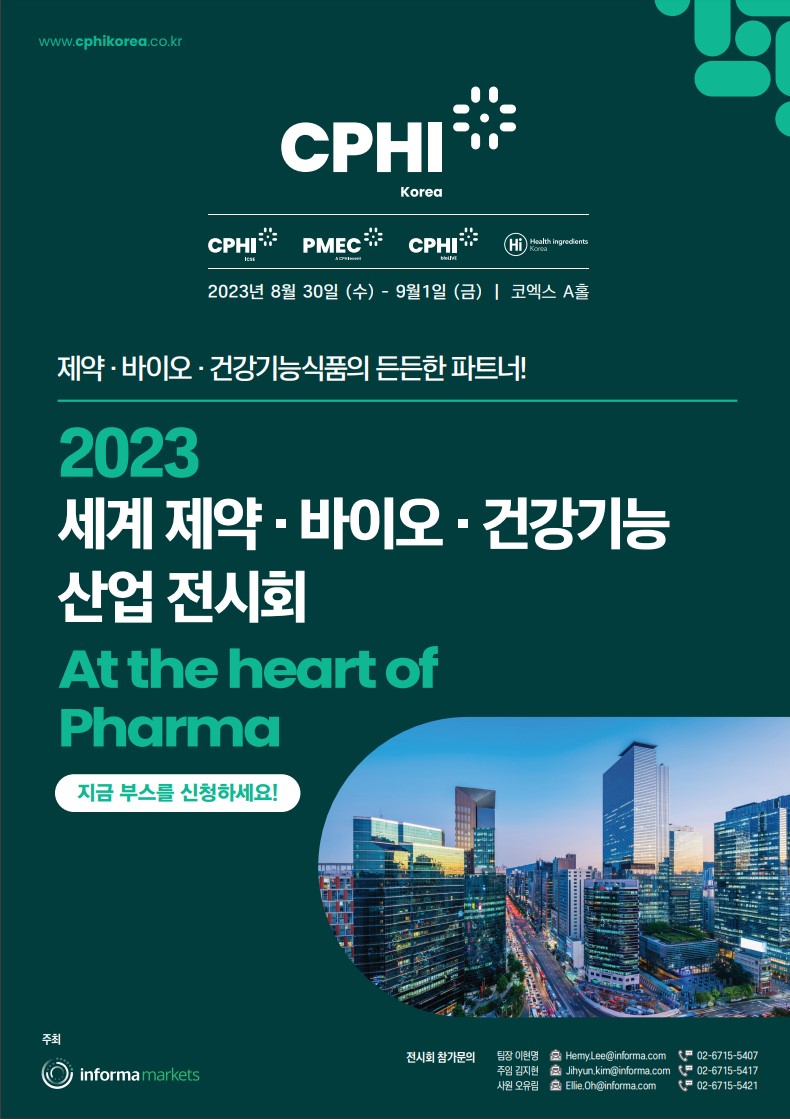 www.cphikorea.co.kr
CPHI
Korea
CPHI
ICSE
PMEC
A CPHI event
CPHI
bioLIVE
Hi
Health ingredients
Korea
2023년 8월 30일 (수) - 9월1일 (금) | 코엑스 A홀
제약 · 바이오 · 건강기능식품의 든든한 파트너!
2023
세계 제약 · 바이오 · 건강기능
산업 전시회
At the heart of
Pharma
지금 부스를 신청하세요!
주최
informa markets
전시회 참가문의
팀장 이현명 Hemy.Lee@informa.com 02-6715-5407
주임 김지현 Jihyun.kim@informa.com 02-6715-5417
사원 오유림 Ellie.Oh@informa.com 02-6715-5421